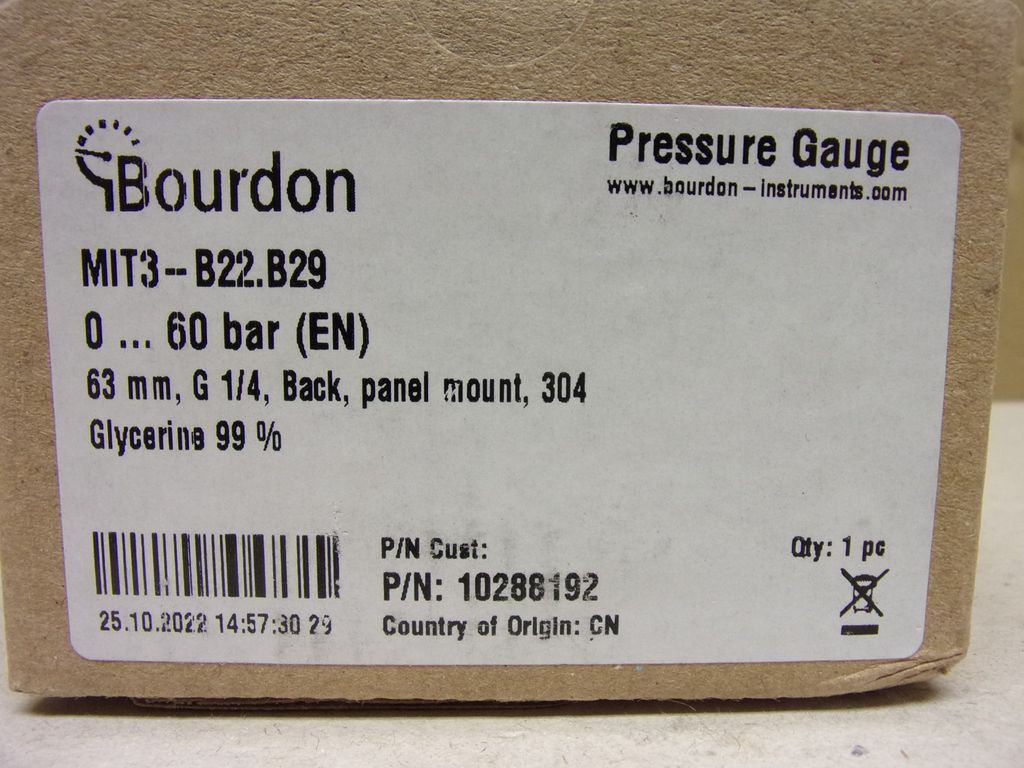 Bourdon
Pressure Gauge
www.bourdon-instruments.com
MIT3-B22.B29
0 ... 60 bar (EN)
63 mm, G 1/4, Back, panel mount, 304
Glycerine 99 %
P/N Cust:
Qty: 1 pc
P/N: 10288192
25.10.2022 14:57:30 29
Country of Origin: CN